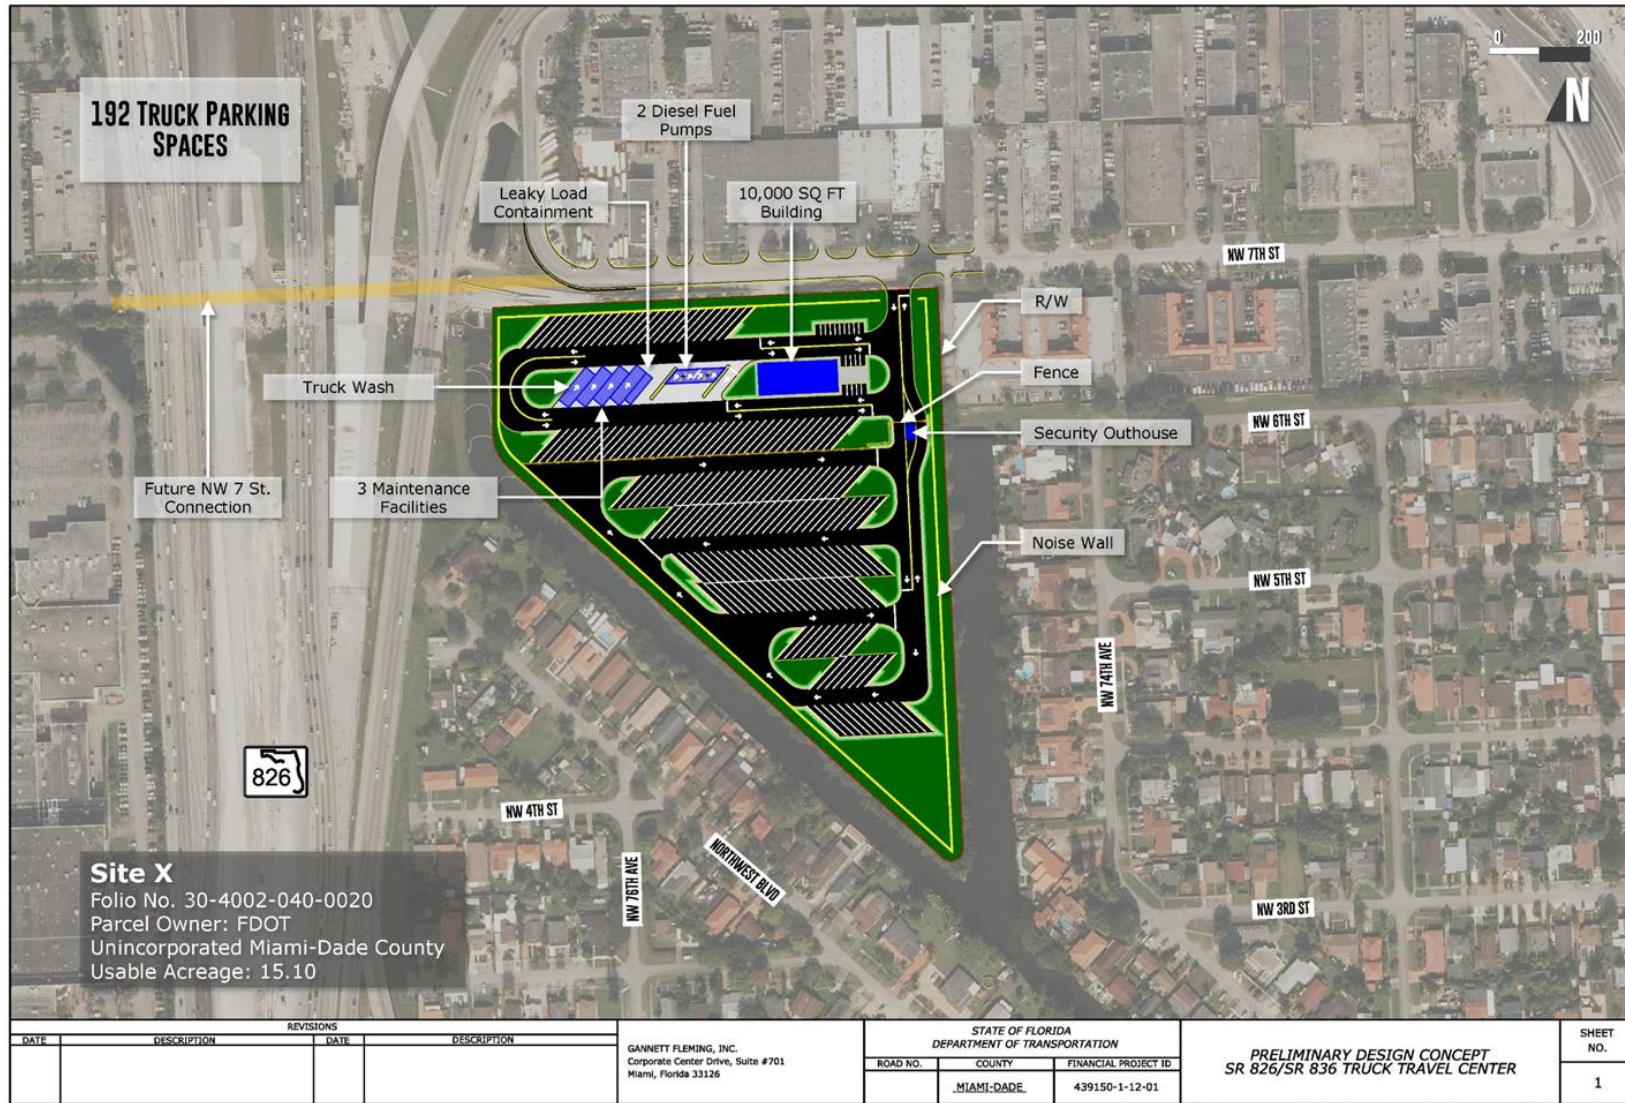 192 TRUCK PARKING
SPACES
0 200
N
2 Diesel Fuel
Pumps
Leaky Load
Containment
10,000 SQ FT
Building
NW 7TH ST
R/W
Truck Wash
Fence
NW 6TH ST
Security Outhouse
Future NW 7 St.
Connection
3 Maintenance
Facilities
Noise Wall
NW 5TH ST
NW 74TH AVE
826
NW 4TH ST
NW 76TH AVE
NORTHWEST BLVD
NW 3RD ST
Site X
Folio No. 30-4002-040-0020
Parcel Owner: FDOT
Unincorporated Miami-Dade County
Usable Acreage: 15.10
REVISIONS
DATE DESCRIPTION DATE DESCRIPTION
GANNETT FLEMING, INC.
Corporate Center Drive, Suite #701
Miami, Florida 33126
STATE OF FLORIDA
DEPARTMENT OF TRANSPORTATION
ROAD NO. COUNTY FINANCIAL PROJECT ID
MIAMI-DADE 439150-1-12-01
PRELIMINARY DESIGN CONCEPT
SR 826/SR 836 TRUCK TRAVEL CENTER
SHEET
NO.
1